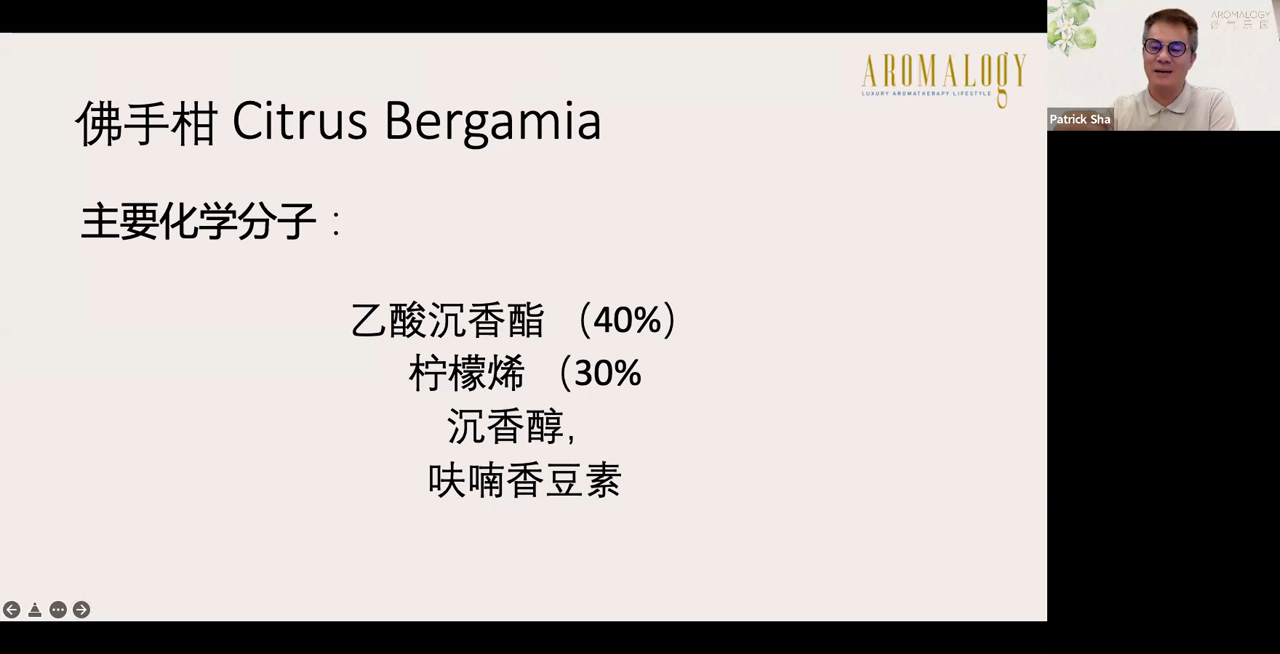 AROMALOGY
LUXURY AROMATHERAPY LIFESTYLE
佛手柑 Citrus Bergamia
主要化学分子：
乙酸沉香酯 （40%）
柠檬烯 （30%
沉香醇,
呋喃香豆素
AROMALOGY
Patrick Sha